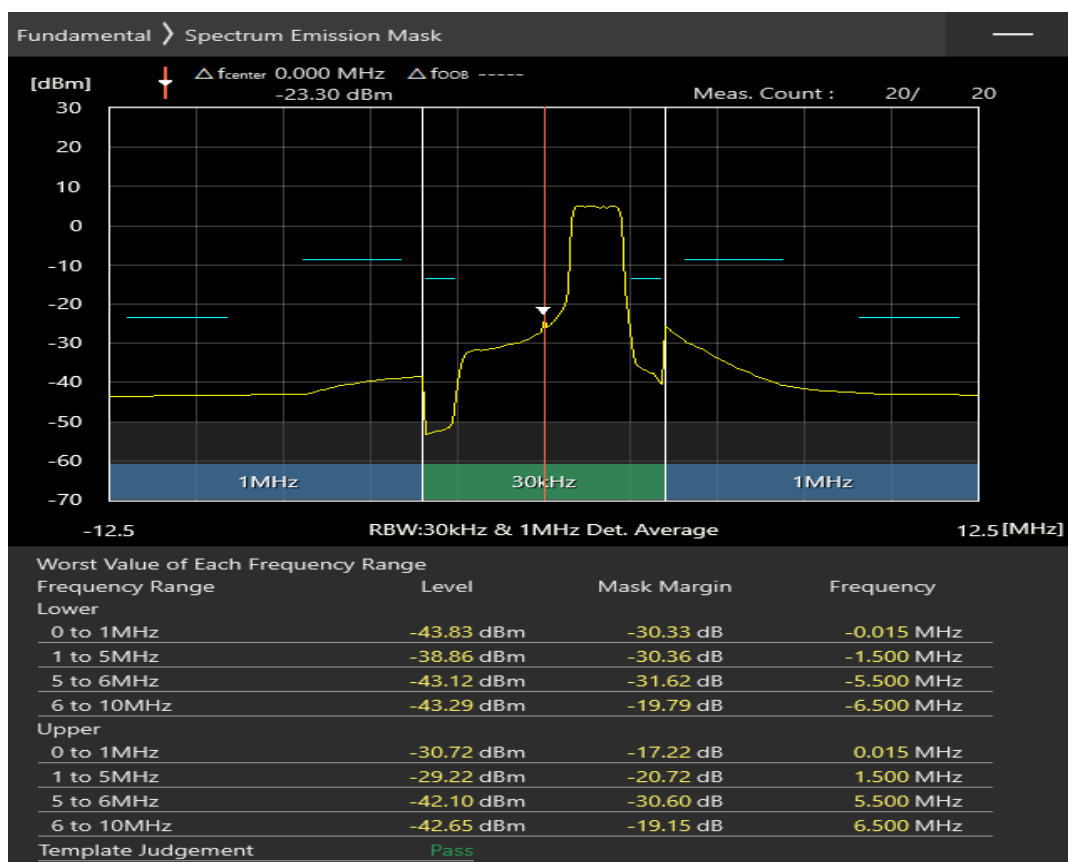 Fundamental ❯ Spectrum Emission Mask
[dBm] Δ fcenter 0.000 MHz Δ fOOB -----
-23.30 dBm Meas. Count : 20/ 20
30
20
10
0
-10
-20
-30
-40
-50
-60
1MHz 30kHz 1MHz
-70
-12.5 RBW:30kHz & 1MHz Det. Average 12.5 [MHz]
Worst Value of Each Frequency Range
Frequency Range Level Mask Margin Frequency
Lower
0 to 1MHz -43.83 dBm -30.33 dB -0.015 MHz
1 to 5MHz -38.86 dBm -30.36 dB -1.500 MHz
5 to 6MHz -43.12 dBm -31.62 dB -5.500 MHz
6 to 10MHz -43.29 dBm -19.79 dB -6.500 MHz
Upper
0 to 1MHz -30.72 dBm -17.22 dB 0.015 MHz
1 to 5MHz -29.22 dBm -20.72 dB 1.500 MHz
5 to 6MHz -42.10 dBm -30.60 dB 5.500 MHz
6 to 10MHz -42.65 dBm -19.15 dB 6.500 MHz
Template Judgement Pass